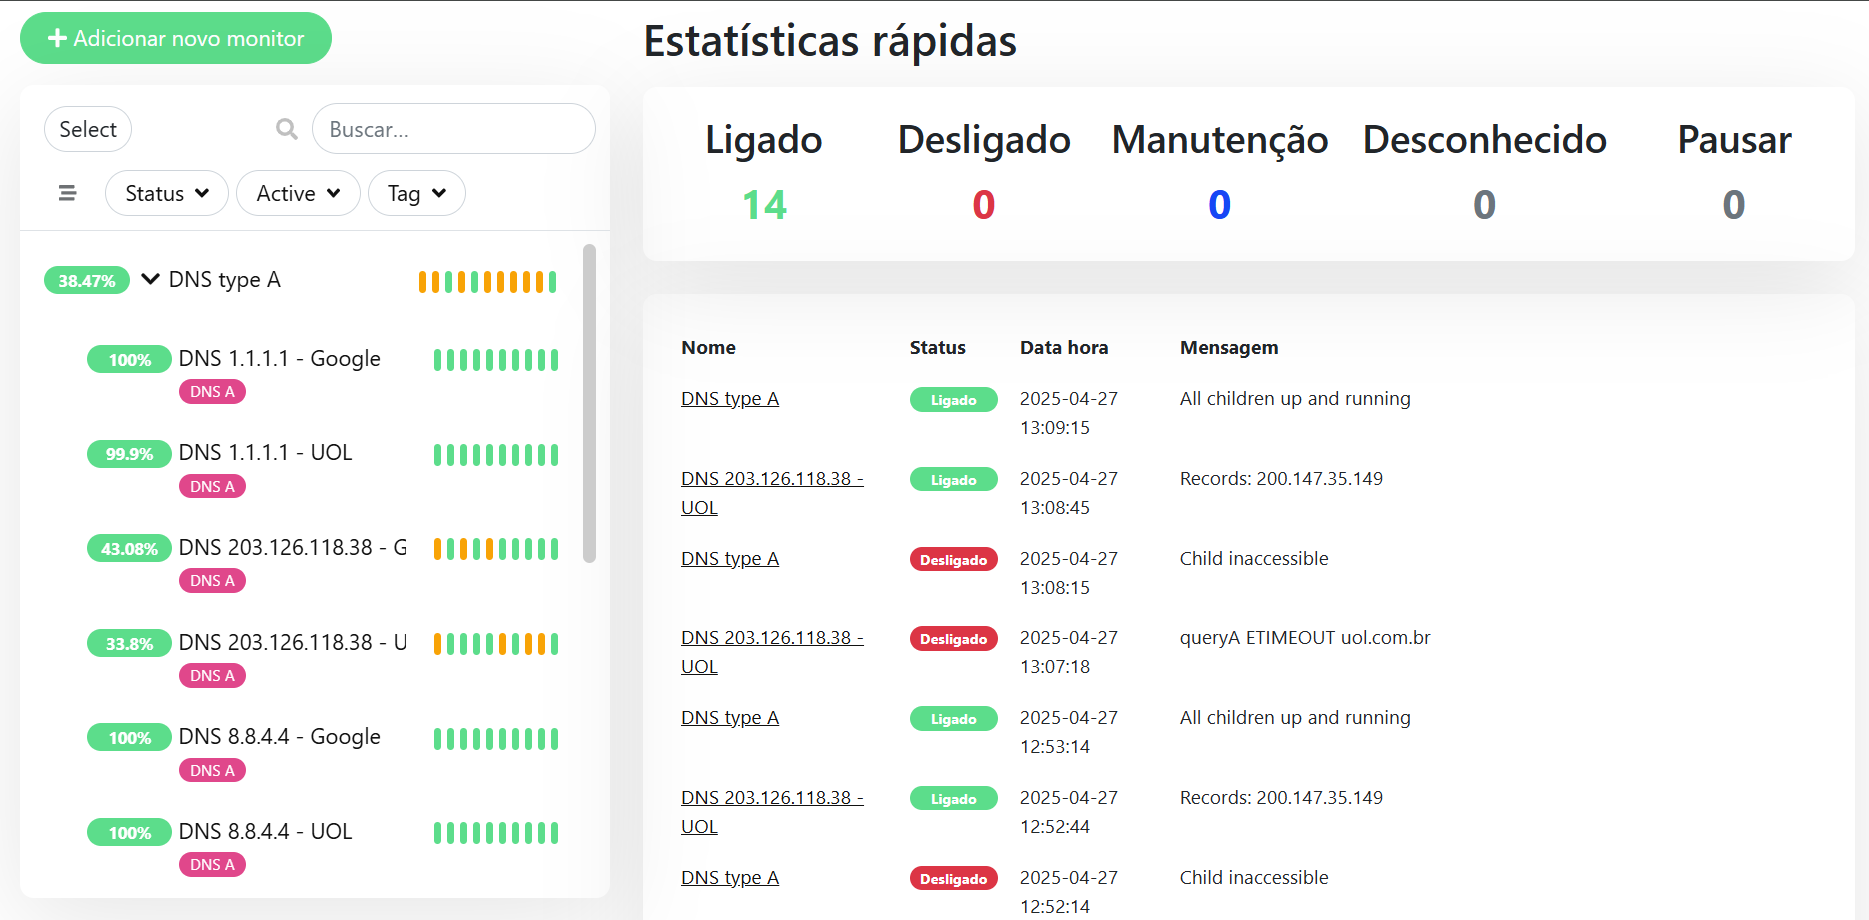 Adicionar novo monitor
Select
Buscar...
Status
Active
Tag
38.47% DNS type A
100% DNS 1.1.1.1 - Google
DNS A
99.9% DNS 1.1.1.1 - UOL
DNS A
43.08% DNS 203.126.118.38 - G
DNS A
33.8% DNS 203.126.118.38 - U
DNS A
100% DNS 8.8.4.4 - Google
DNS A
100% DNS 8.8.4.4 - UOL
DNS A
Estatísticas rápidas
Ligado Desligado Manutenção Desconhecido Pausar
14 0 0 0 0
Nome Status Data hora Mensagem
DNS type A Ligado 2025-04-27 All children up and running
13:09:15
DNS 203.126.118.38 - Ligado 2025-04-27 Records: 200.147.35.149
UOL 13:08:45
DNS type A Desligado 2025-04-27 Child inaccessible
13:08:15
DNS 203.126.118.38 - Desligado 2025-04-27 queryA ETIMEOUT uol.com.br
UOL 13:07:18
DNS type A Ligado 2025-04-27 All children up and running
12:53:14
DNS 203.126.118.38 - Ligado 2025-04-27 Records: 200.147.35.149
UOL 12:52:44
DNS type A Desligado 2025-04-27 Child inaccessible
12:52:14